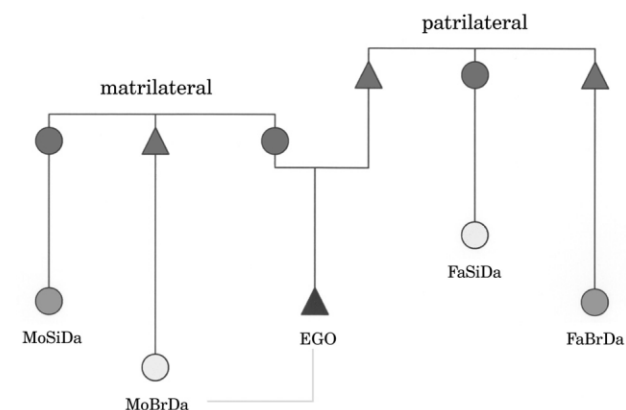 patrilateral
matrilateral
FaSiDa
MoSiDa
EGO
FaBrDa
MoBrDa